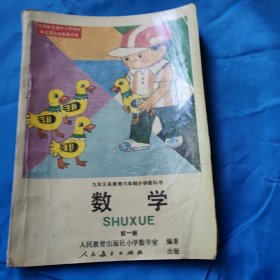 九年义务教育六年制小学教科书
数学
SHUXUE
第一册
人民教育出版社小学数学室 编著
人民教育出版社 出版